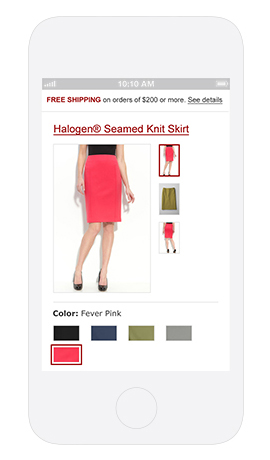 10:10 AM
FREE SHIPPING on orders of $200 or more. See details
Halogen® Seamed Knit Skirt
Color: Fever Pink